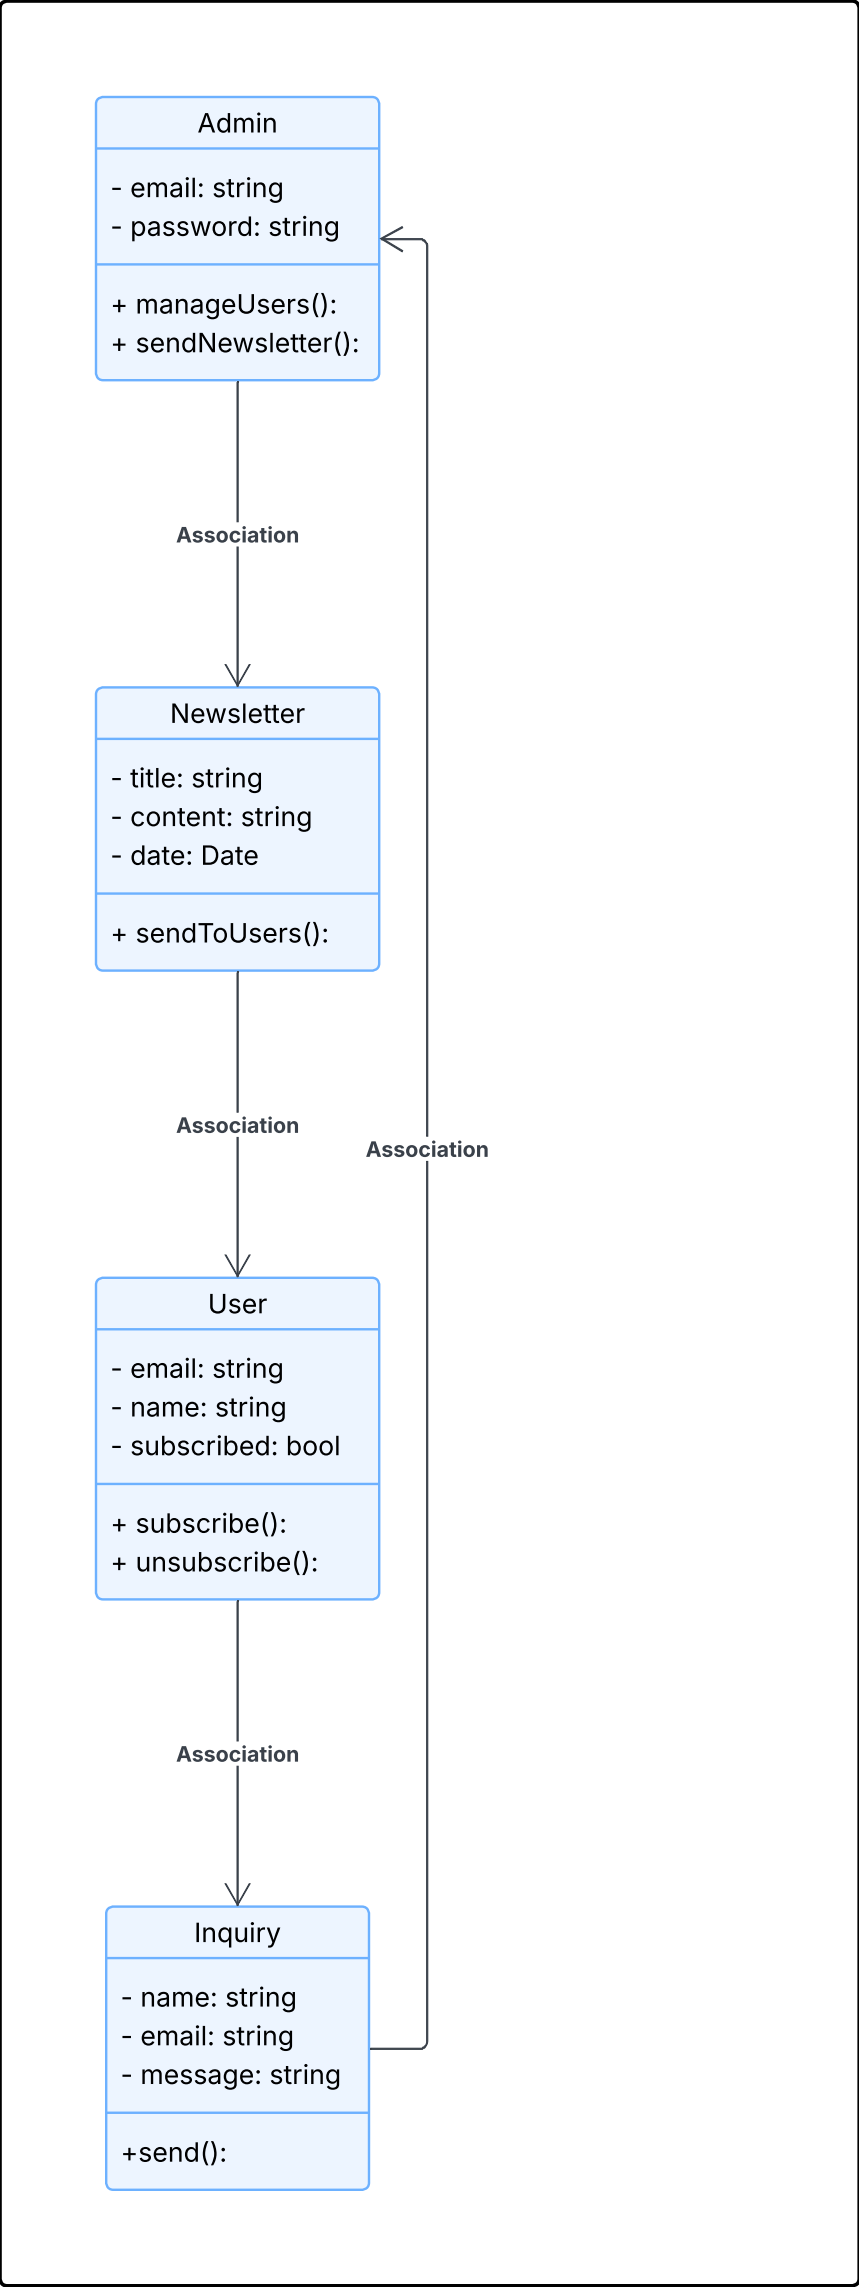 Admin
- email: string
- password: string
+ manageUsers():
+ sendNewsletter():
Association
Newsletter
- title: string
- content: string
- date: Date
+ sendToUsers():
Association
Association
User
- email: string
- name: string
- subscribed: bool
+ subscribe():
+ unsubscribe():
Association
Inquiry
- name: string
- email: string
- message: string
+send():